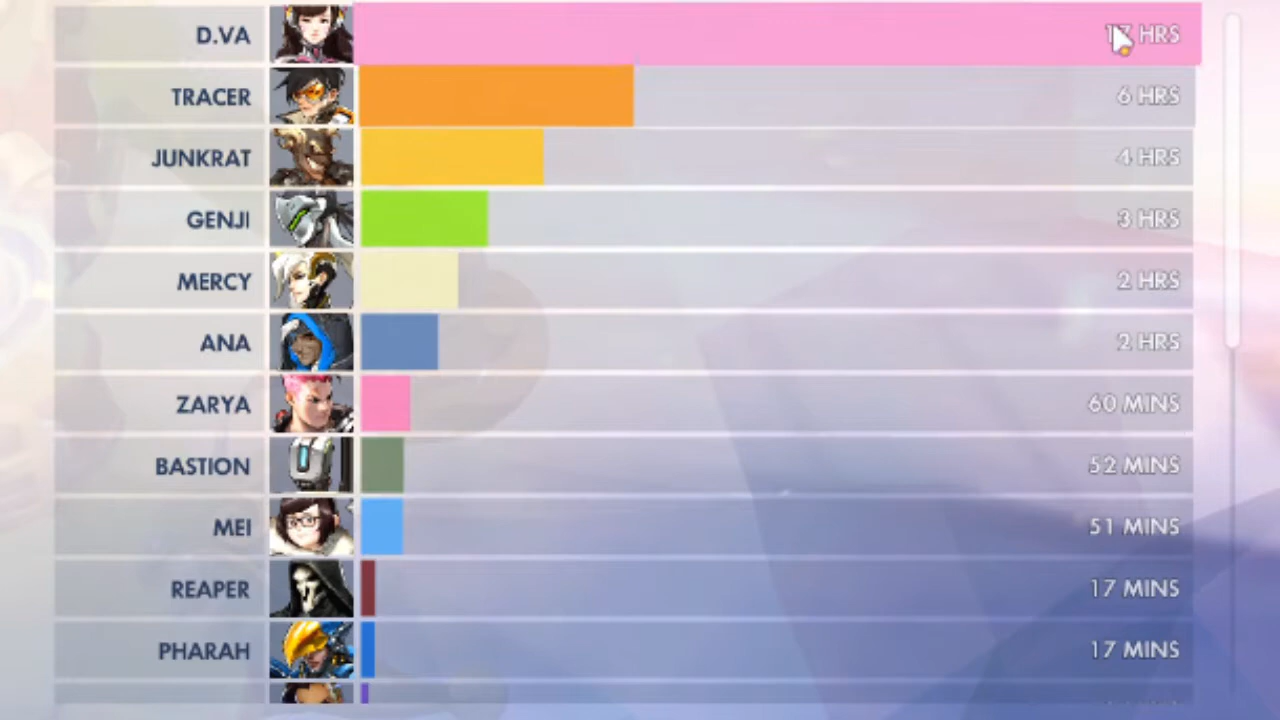 D.VA 17 HRS
TRACER 6 HRS
JUNKRAT 4 HRS
GENJI 3 HRS
MERCY 2 HRS
ANA 2 HRS
ZARYA 60 MINS
BASTION 52 MINS
MEI 51 MINS
REAPER 17 MINS
PHARAH 17 MINS